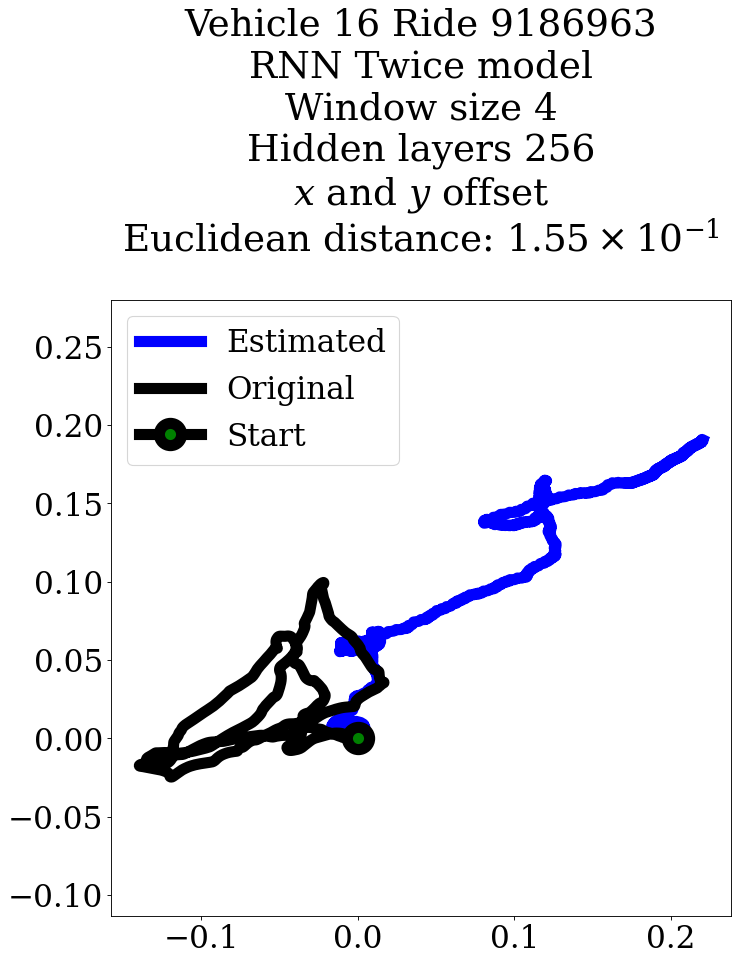 Vehicle 16 Ride 9186963
RNN Twice model
Window size 4
Hidden layers 256
x and y offset
Euclidean distance: 1.55 × 10⁻¹
Estimated
Original
Start
0.25
0.20
0.15
0.10
0.05
0.00
−0.05
−0.10
−0.1 0.0 0.1 0.2